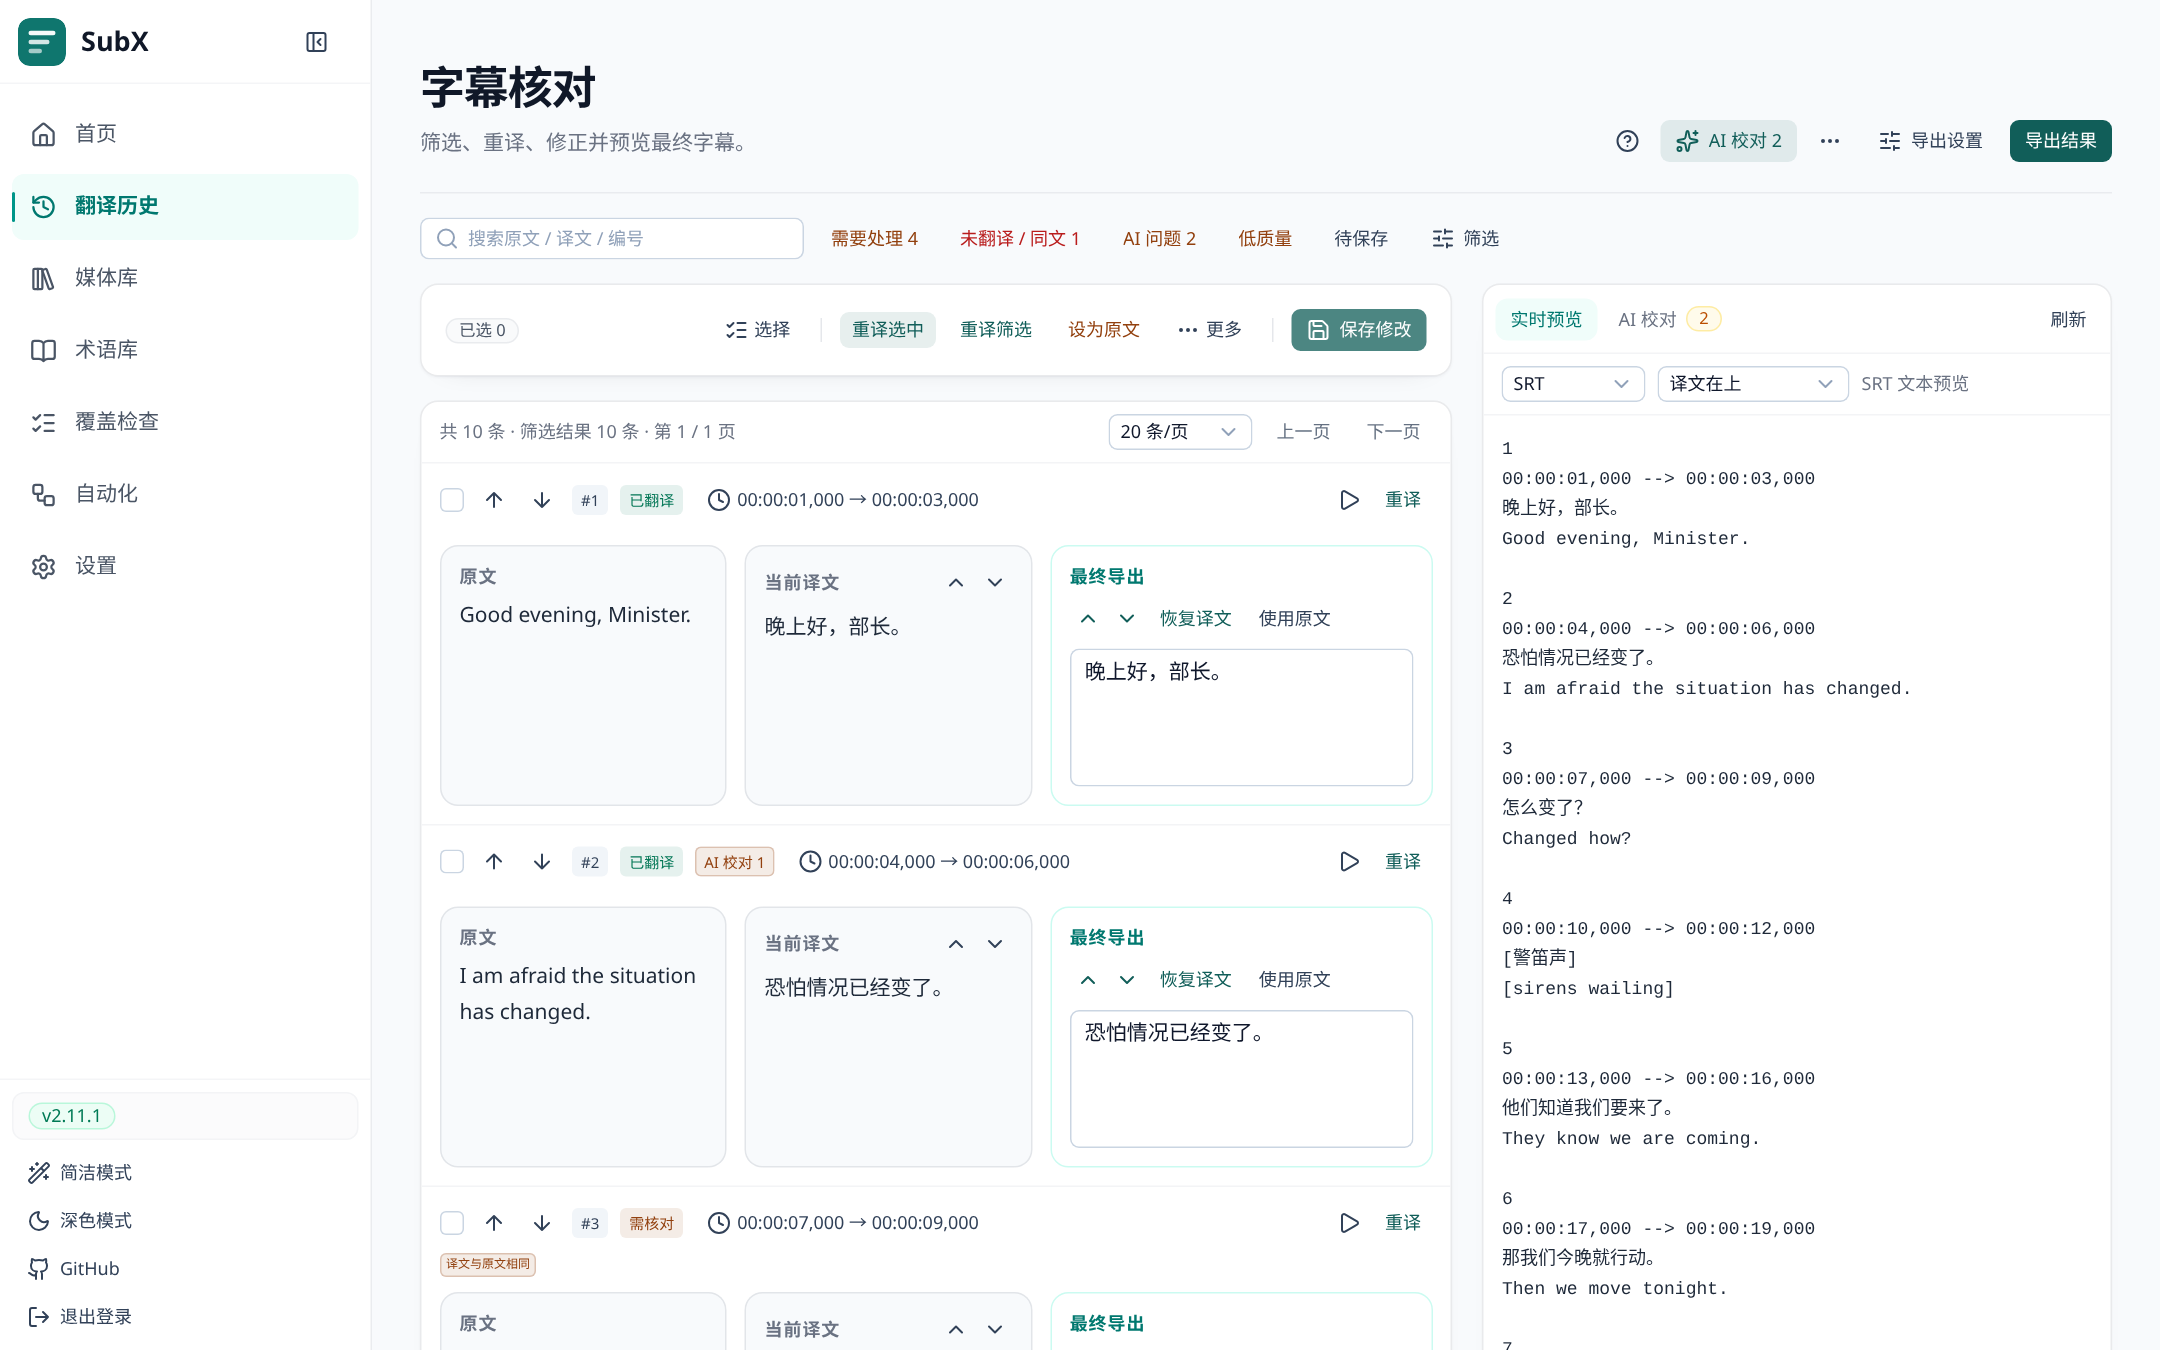 SubX
首页
翻译历史
媒体库
术语库
覆盖检查
自动化
设置
v2.11.1
简洁模式
深色模式
GitHub
退出登录
字幕核对
筛选、重译、修正并预览最终字幕。
AI 校对 2
导出设置
导出结果
搜索原文 / 译文 / 编号
需要处理 4
未翻译 / 同文 1
AI 问题 2
低质量
待保存
筛选
已选 0
选择
重译选中
重译筛选
设为原文
更多
保存修改
共 10 条 · 筛选结果 10 条 · 第 1 / 1 页
20 条/页
上一页
下一页
#1
已翻译
00:00:01,000 → 00:00:03,000
重译
原文
Good evening, Minister.
当前译文
晚上好，部长。
最终导出
恢复译文
使用原文
晚上好，部长。
#2
已翻译
AI 校对 1
00:00:04,000 → 00:00:06,000
重译
原文
I am afraid the situation
has changed.
当前译文
恐怕情况已经变了。
最终导出
恢复译文
使用原文
恐怕情况已经变了。
#3
需核对
00:00:07,000 → 00:00:09,000
重译
译文与原文相同
原文
当前译文
最终导出
实时预览
AI 校对 2
刷新
SRT
译文在上
SRT 文本预览
1
00:00:01,000 --> 00:00:03,000
晚上好，部长。
Good evening, Minister.
2
00:00:04,000 --> 00:00:06,000
恐怕情况已经变了。
I am afraid the situation has changed.
3
00:00:07,000 --> 00:00:09,000
怎么变了？
Changed how?
4
00:00:10,000 --> 00:00:12,000
[警笛声]
[sirens wailing]
5
00:00:13,000 --> 00:00:16,000
他们知道我们要来了。
They know we are coming.
6
00:00:17,000 --> 00:00:19,000
那我们今晚就行动。
Then we move tonight.
7